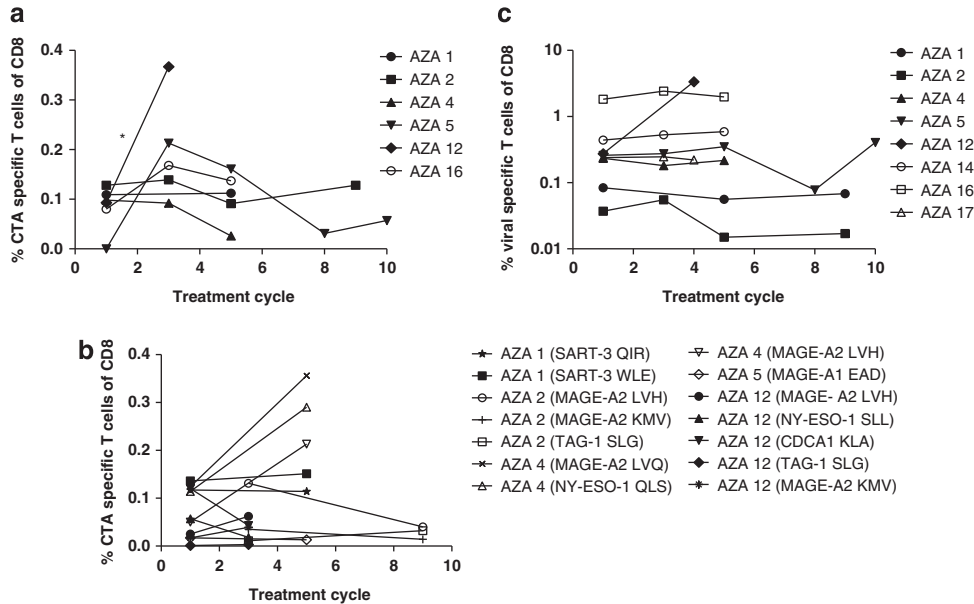 a
% CTA specific T cells of CD8
0.4
0.3
0.2
0.1
0.0
*
0 2 4 6 8 10
Treatment cycle
AZA 1
AZA 2
AZA 4
AZA 5
AZA 12
AZA 16
c
% viral specific T cells of CD8
10
1
0.1
0.01
0 2 4 6 8 10
Treatment cycle
AZA 1
AZA 2
AZA 4
AZA 5
AZA 12
AZA 14
AZA 16
AZA 17
b
% CTA specific T cells of CD8
0.4
0.3
0.2
0.1
0.0
0 2 4 6 8 10
Treatment cycle
AZA 1 (SART-3 QIR)
AZA 1 (SART-3 WLE)
AZA 2 (MAGE-A2 LVH)
AZA 2 (MAGE-A2 KMV)
AZA 2 (TAG-1 SLG)
AZA 4 (MAGE-A2 LVQ)
AZA 4 (NY-ESO-1 QLS)
AZA 4 (MAGE-A2 LVH)
AZA 5 (MAGE-A1 EAD)
AZA 12 (MAGE- A2 LVH)
AZA 12 (NY-ESO-1 SLL)
AZA 12 (CDCA1 KLA)
AZA 12 (TAG-1 SLG)
AZA 12 (MAGE-A2 KMV)